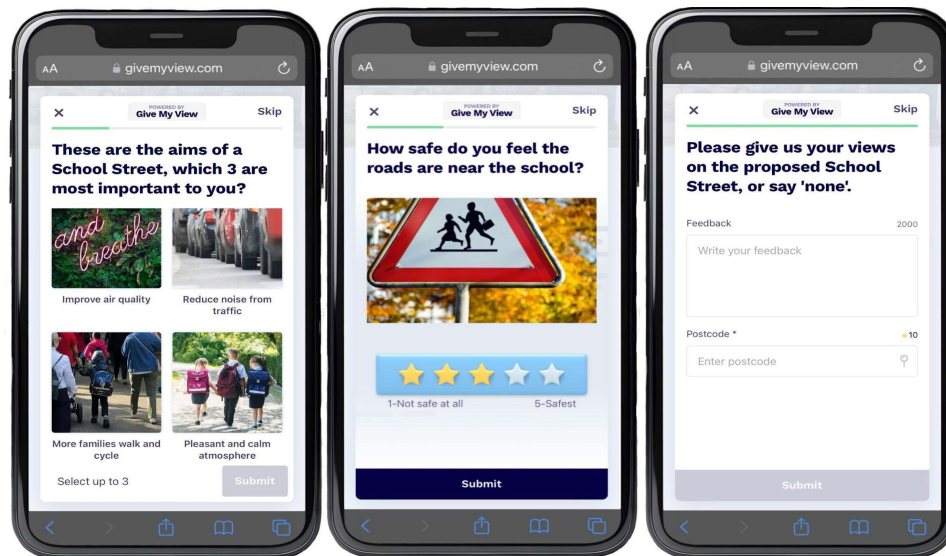 AA givemyview.com
× POWERED BY Skip
Give My View
These are the aims of a
School Street, which 3 are
most important to you?
and
breathe
Improve air quality
Reduce noise from
traffic
More families walk and
cycle
Pleasant and calm
atmosphere
Select up to 3 Submit
AA givemyview.com
× POWERED BY Skip
Give My View
How safe do you feel the
roads are near the school?
1-Not safe at all 5-Safest
Submit
AA givemyview.com
× POWERED BY Skip
Give My View
Please give us your views
on the proposed School
Street, or say 'none'.
Feedback 2000
Write your feedback
Postcode * 10
Enter postcode
Submit